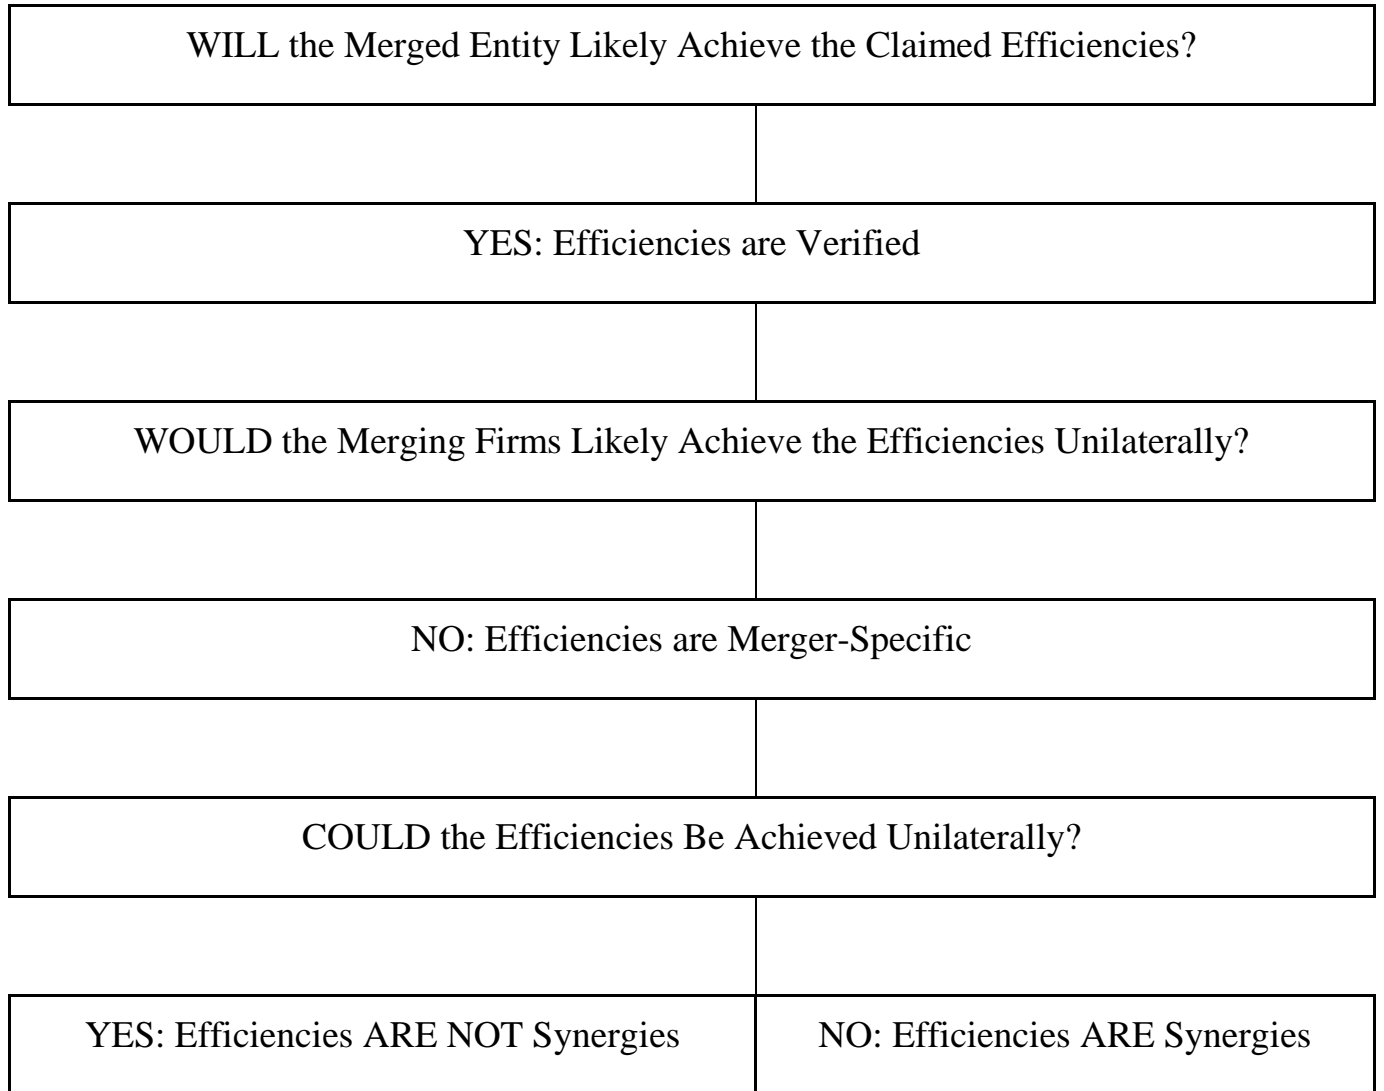 WILL the Merged Entity Likely Achieve the Claimed Efficiencies?
YES: Efficiencies are Verified
WOULD the Merging Firms Likely Achieve the Efficiencies Unilaterally?
NO: Efficiencies are Merger-Specific
COULD the Efficiencies Be Achieved Unilaterally?
YES: Efficiencies ARE NOT Synergies
NO: Efficiencies ARE Synergies